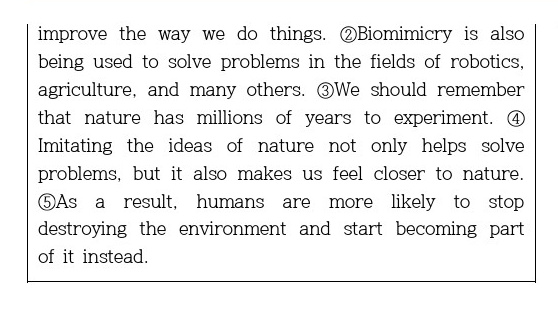 improve the way we do things. ②Biomimicry is also
being used to solve problems in the fields of robotics,
agriculture, and many others. ③We should remember
that nature has millions of years to experiment. ④
Imitating the ideas of nature not only helps solve
problems, but it also makes us feel closer to nature.
⑤As a result, humans are more likely to stop
destroying the environment and start becoming part
of it instead.